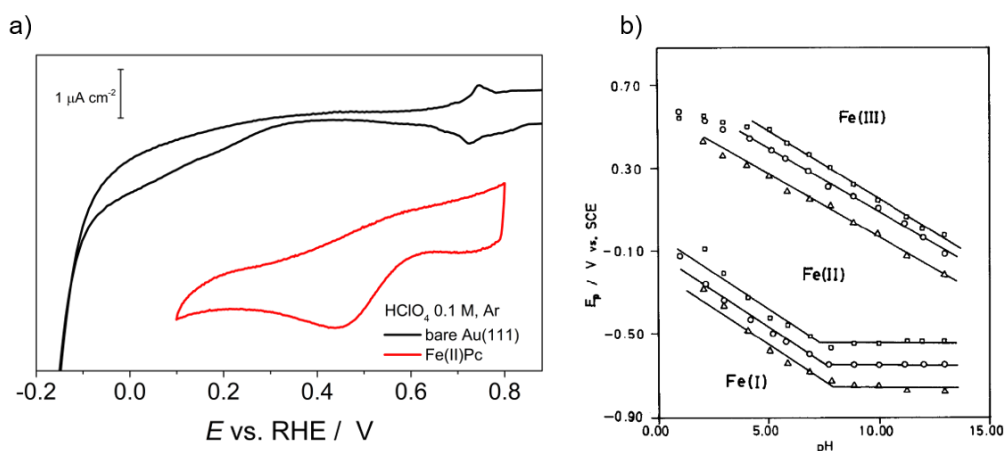 a)
1 μA cm⁻²
HClO₄ 0.1 M, Ar
bare Au(111)
Fe(II)Pc
-0.2
0.0
0.2
0.4
0.6
0.8
E vs. RHE / V
b)
0.70
0.30
−0.10
−0.50
−0.90
Eₚ / V vs. SCE
Fe(III)
Fe(II)
Fe(I)
0.00
5.00
10.00
15.00
pH